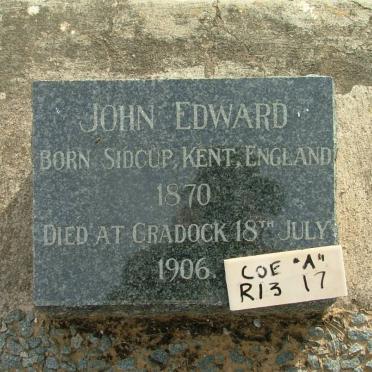 JOHN EDWARD
BORN SIDCUP, KENT, ENGLAND
1870
DIED AT CRADOCK 18TH JULY
1906.
COE "A"
R13 17